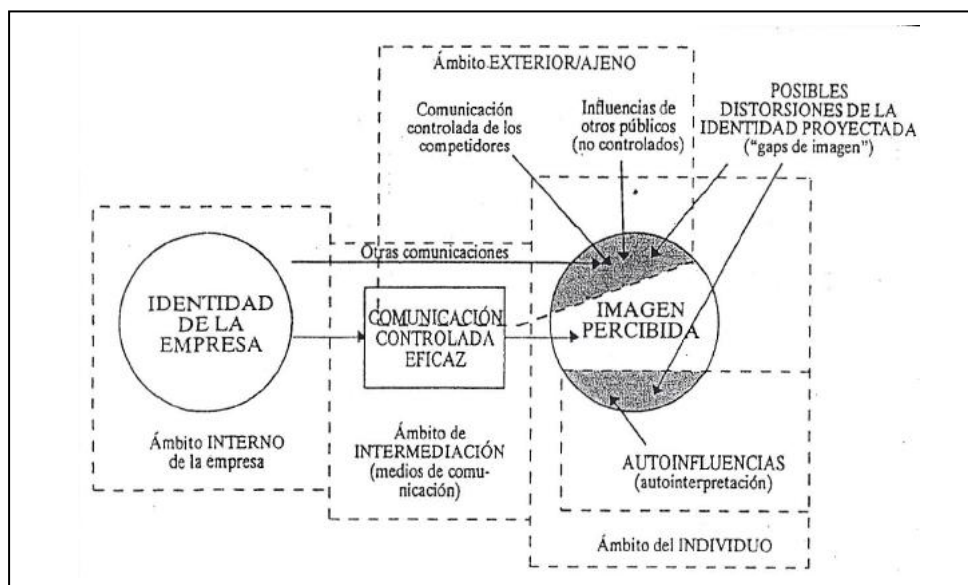 Ámbito EXTERIOR/AJENO
Comunicación
controlada de los
competidores
Influencias de
otros públicos
(no controlados)
POSIBLES
DISTORSIONES DE LA
IDENTIDAD PROYECTADA
("gaps de imagen")
Otras comunicaciones
IDENTIDAD
DE LA
EMPRESA
COMUNICACIÓN
CONTROLADA
EFICAZ
IMAGEN
PERCIBIDA
Ámbito INTERNO
de la empresa
Ámbito de
INTERMEDIACIÓN
(medios de comu-
nicación)
AUTOINFLUENCIAS
(autointerpretación)
Ámbito del INDIVIDUO